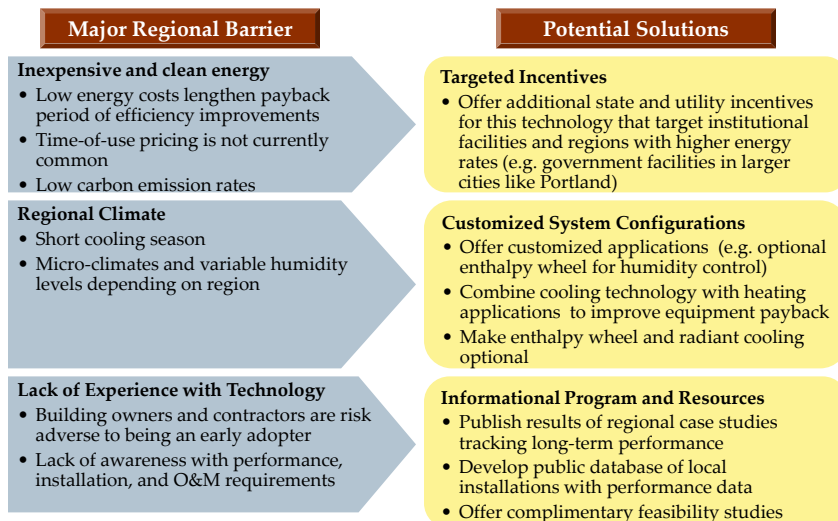 Major Regional Barrier
Potential Solutions
Inexpensive and clean energy
• Low energy costs lengthen payback
period of efficiency improvements
• Time-of-use pricing is not currently
common
• Low carbon emission rates
Targeted Incentives
• Offer additional state and utility incentives
for this technology that target institutional
facilities and regions with higher energy
rates (e.g. government facilities in larger
cities like Portland)
Regional Climate
• Short cooling season
• Micro-climates and variable humidity
levels depending on region
Customized System Configurations
• Offer customized applications (e.g. optional
enthalpy wheel for humidity control)
• Combine cooling technology with heating
applications to improve equipment payback
• Make enthalpy wheel and radiant cooling
optional
Lack of Experience with Technology
• Building owners and contractors are risk
adverse to being an early adopter
• Lack of awareness with performance,
installation, and O&M requirements
Informational Program and Resources
• Publish results of regional case studies
tracking long-term performance
• Develop public database of local
installations with performance data
• Offer complimentary feasibility studies